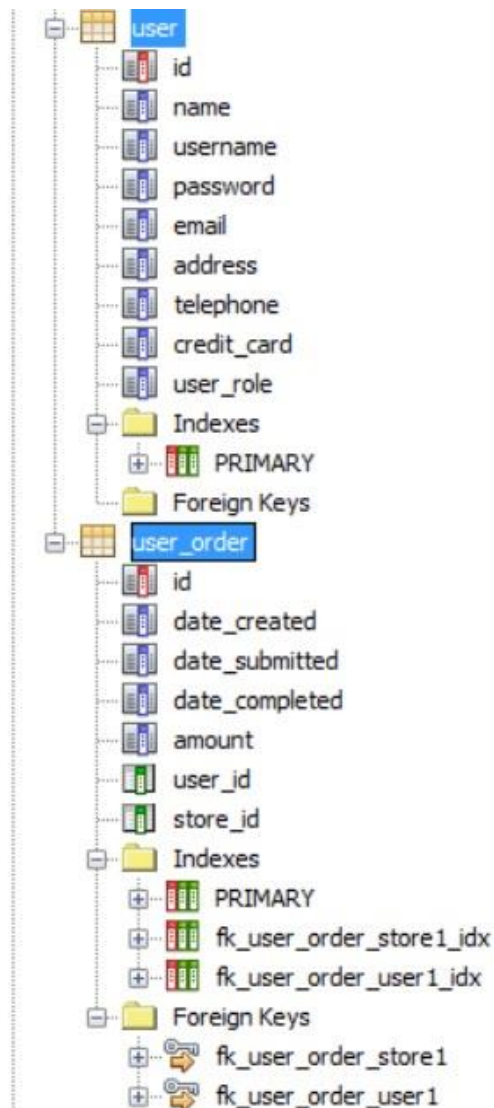 user
id
name
username
password
email
address
telephone
credit_card
user_role
Indexes
PRIMARY
Foreign Keys
user_order
id
date_created
date_submitted
date_completed
amount
user_id
store_id
Indexes
PRIMARY
fk_user_order_store1_idx
fk_user_order_user1_idx
Foreign Keys
fk_user_order_store1
fk_user_order_user1